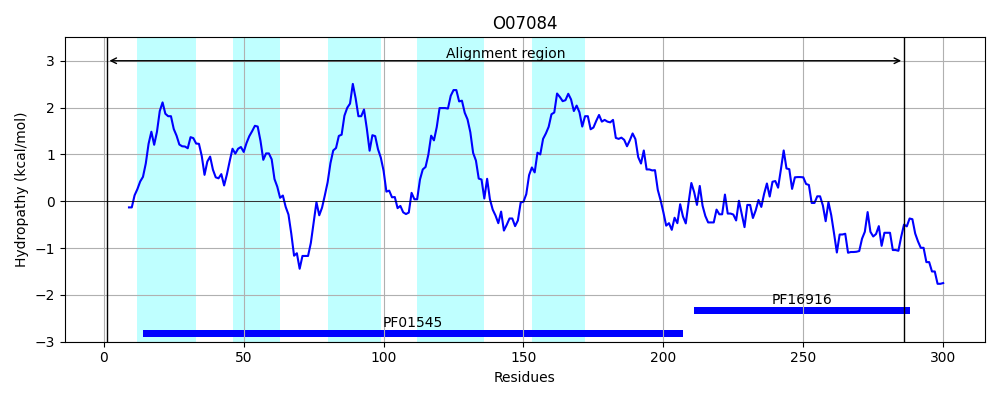 O07084
Alignment region
Hydropathy (kcal/mol)
3
2
1
0
−1
−2
−3
PF16916
PF01545
0
50
100
150
200
250
300
Residues